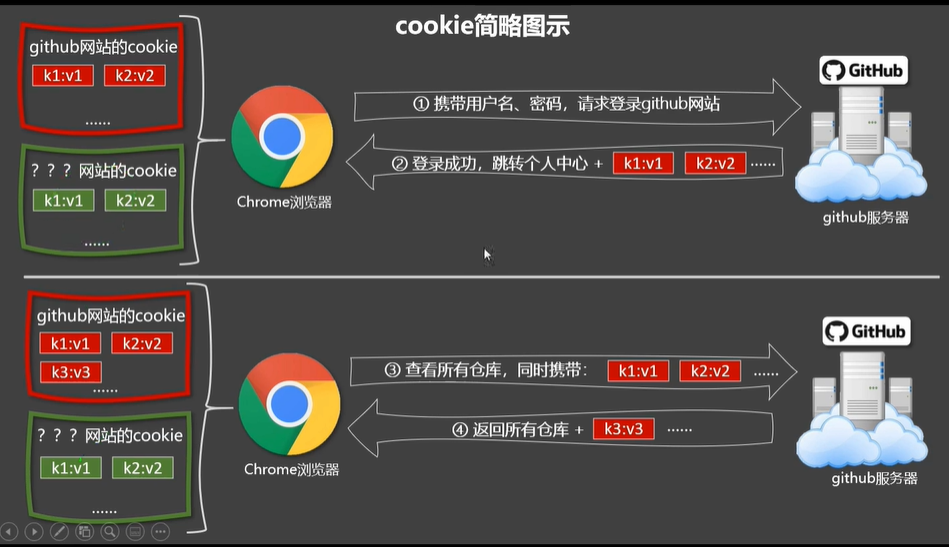 cookie简略图示
github网站的cookie
k1:v1 k2:v2
......
？？？网站的cookie
k1:v1 k2:v2
......
Chrome浏览器
① 携带用户名、密码，请求登录github网站
② 登录成功，跳转个人中心 + k1:v1 k2:v2 ......
GitHub
github服务器
github网站的cookie
k1:v1 k2:v2
k3:v3
......
？？？网站的cookie
k1:v1 k2:v2
......
Chrome浏览器
③ 查看所有仓库，同时携带： k1:v1 k2:v2 ......
④ 返回所有仓库 + k3:v3 ......
GitHub
github服务器